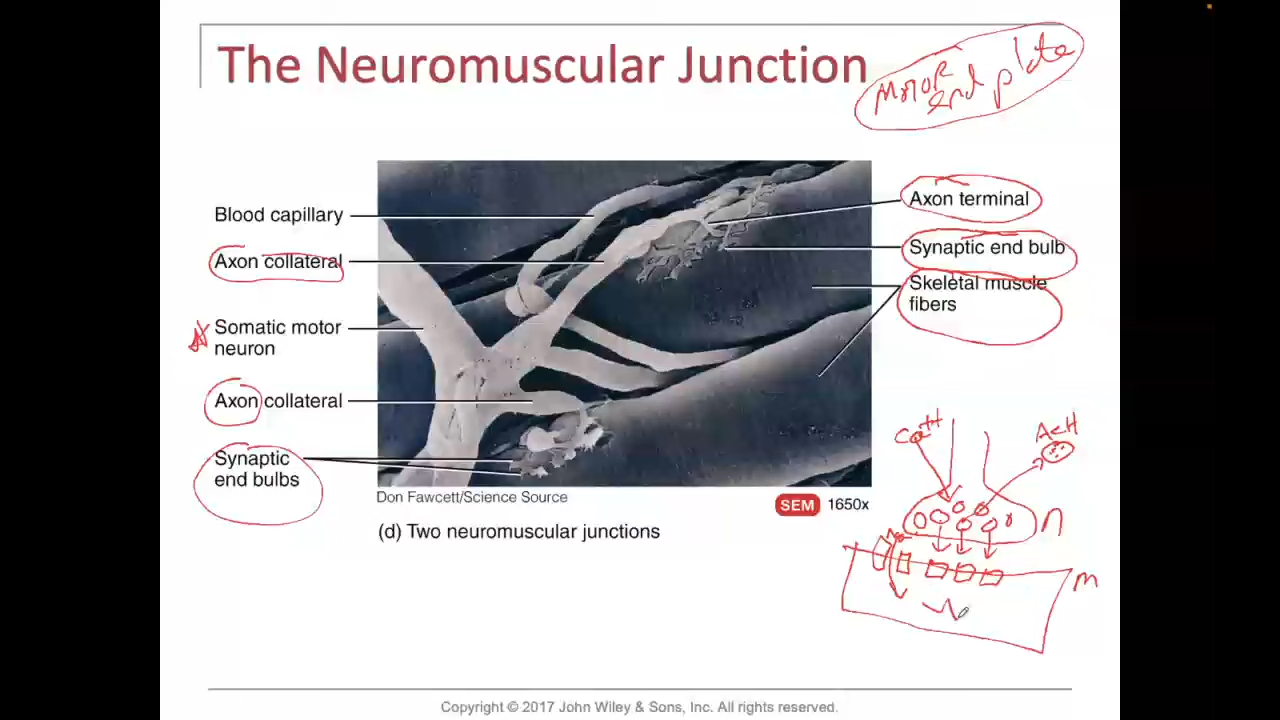 The Neuromuscular Junction
Motor
end plate
Blood capillary
Axon collateral
Somatic motor
neuron
Axon collateral
Synaptic
end bulbs
Axon terminal
Synaptic end bulb
Skeletal muscle
fibers
Don Fawcett/Science Source
SEM 1650x
(d) Two neuromuscular junctions
Ca++
AcH
n
m
Copyright © 2017 John Wiley & Sons, Inc. All rights reserved.